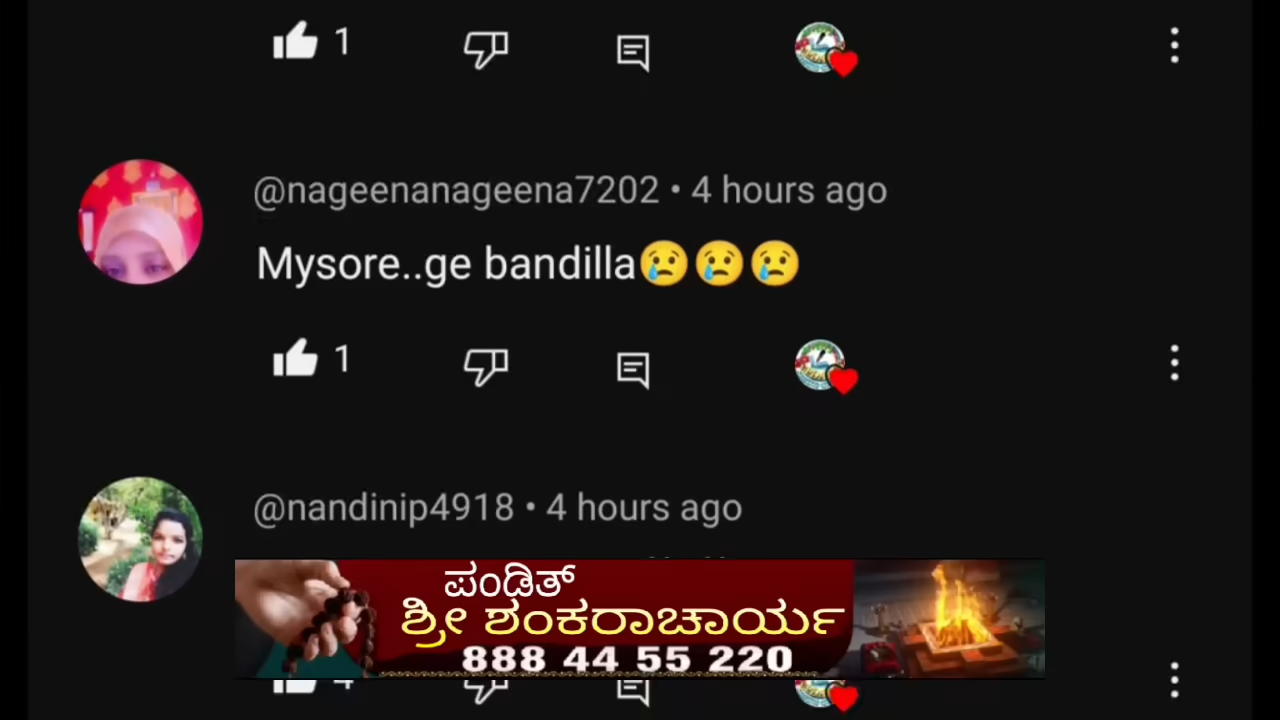 1
@nageenanageena7202 • 4 hours ago
Mysore..ge bandilla😢😢😢
1
@nandinip4918 • 4 hours ago
ಪಂಡಿತ್
ಶ್ರೀ ಶಂಕರಾಚಾರ್ಯ
888 44 55 220